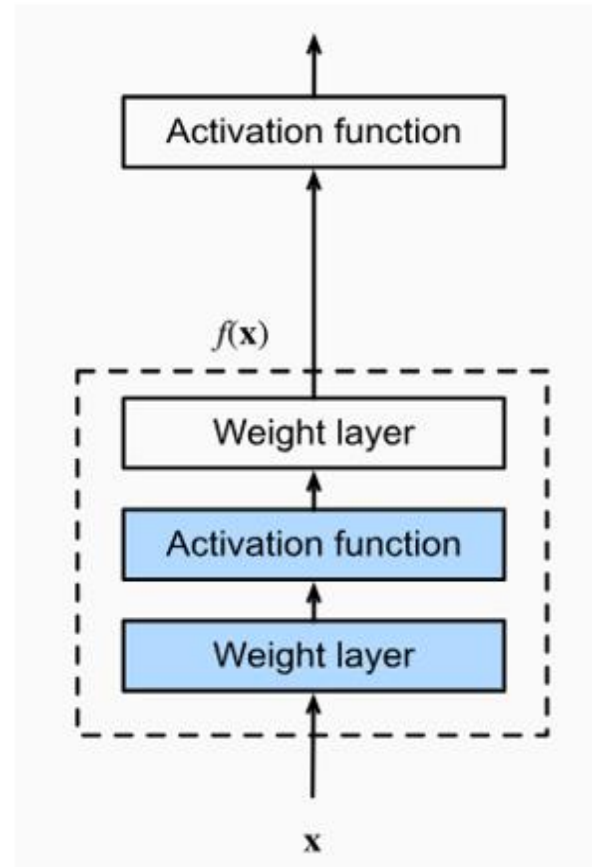 Activation function
f(x)
Weight layer
Activation function
Weight layer
x